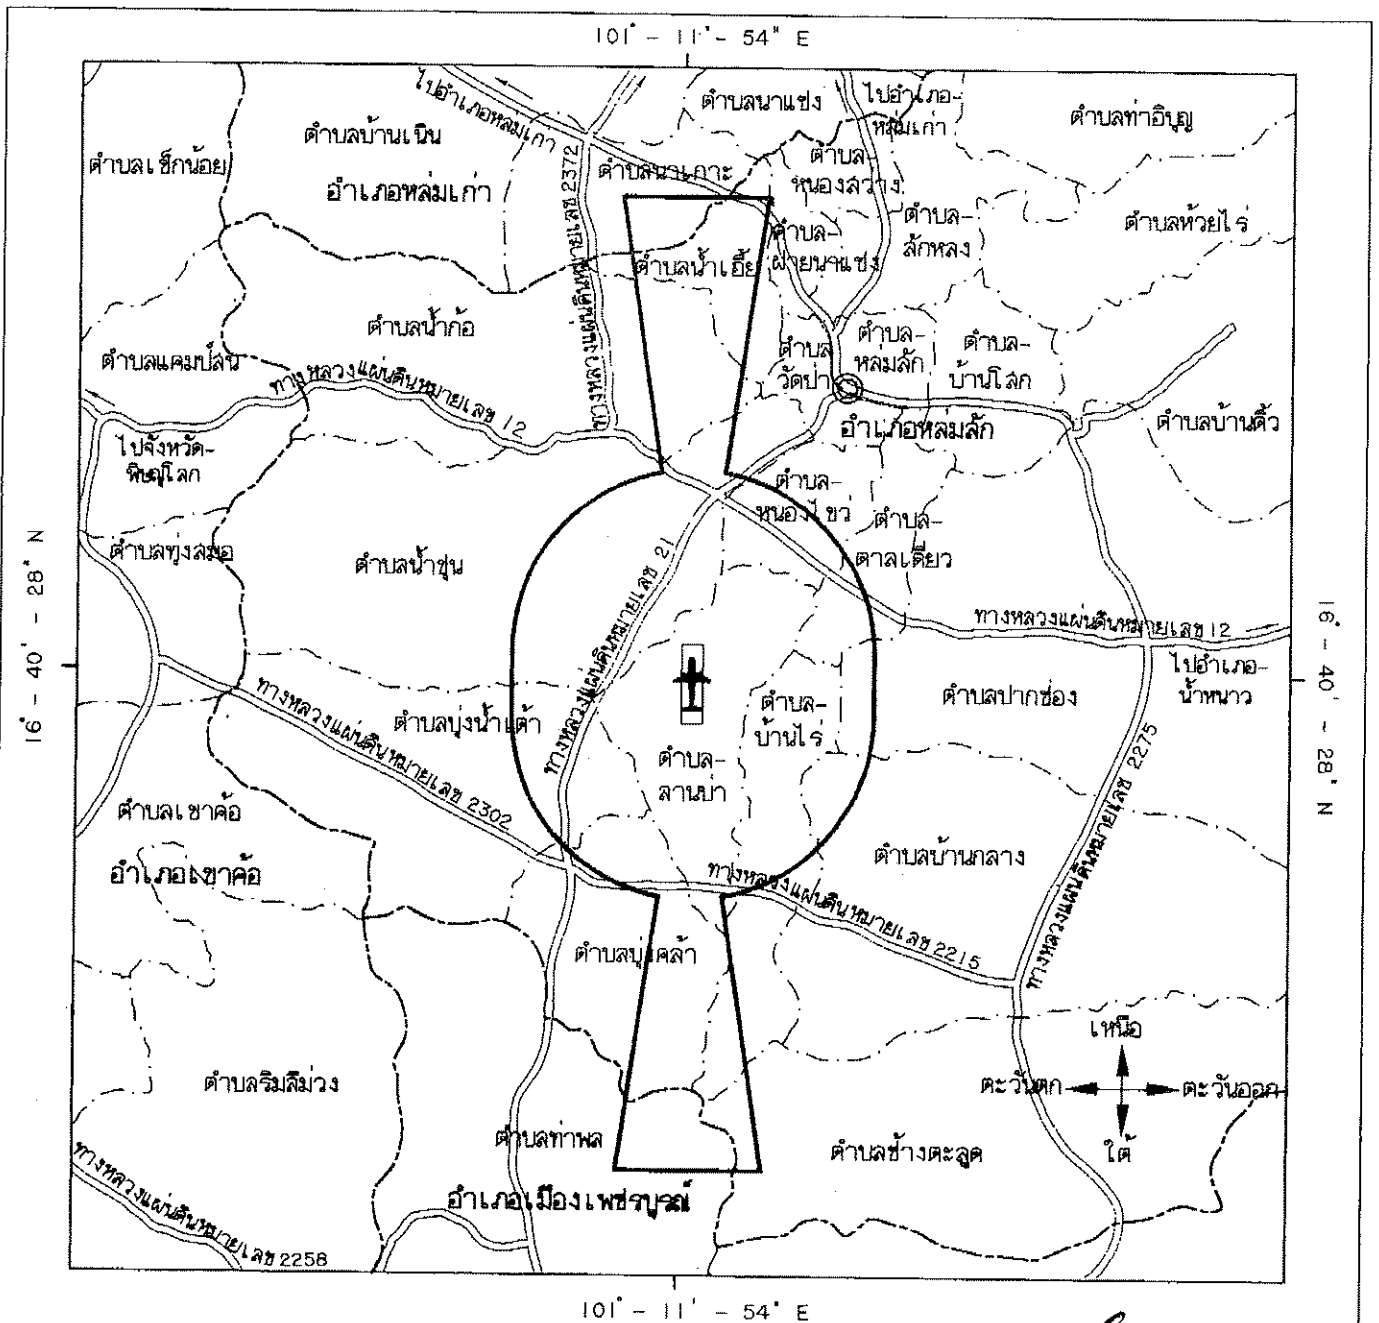 101° - 11' - 54" E
ไปอำเภอหล่มเก่า
ตำบลนาแซง
ไปอำเภอ-
หล่มเก่า
ตำบลท่าอิบุญ
ตำบลบ้านเนิน
ตำบลเข็กน้อย
อำเภอหล่มเก่า
ทางหลวงแผ่นดินหมายเลข 2372
ตำบลนาเกาะ
ตำบล-
หนองสว่าง
ตำบล-
ลักหลง
ตำบลห้วยไร่
ตำบลน้ำเฮี้ย
ตำบล-
ฝายนาแซง
ตำบลน้ำก้อ
ตำบลแคมป์สน
ทางหลวงแผ่นดินหมายเลข 12
ตำบล
วัดป่า
ตำบล-
หล่มสัก
ตำบล-
บ้านโสก
อำเภอหล่มสัก
ตำบลบ้านติ้ว
ไปจังหวัด-
พิษณุโลก
ตำบล-
หนองไขว่
ตำบล-
ตาลเดี่ยว
ตำบลทุ่งสมอ
ตำบลน้ำชุน
16° - 40' - 28" N
ทางหลวงแผ่นดินหมายเลข 21
ทางหลวงแผ่นดินหมายเลข 12
ไปอำเภอ-
น้ำหนาว
16° - 40' - 28" N
ทางหลวงแผ่นดินหมายเลข 2302
ตำบลบุ่งน้ำเต้า
ตำบล-
บ้านไร่
ตำบลปากช่อง
ตำบล-
ลานบ่า
ทางหลวงแผ่นดินหมายเลข 2275
ตำบลเขาค้อ
อำเภอเขาค้อ
ตำบลบ้านกลาง
ทางหลวงแผ่นดินหมายเลข 2215
ตำบลบุ่งคล้า
เหนือ
ตะวันตก
ตะวันออก
ใต้
ตำบลริมสีม่วง
ตำบลท่าพล
ตำบลช้างตะลูด
อำเภอเมืองเพชรบูรณ์
ทางหลวงแผ่นดินหมายเลข 2258
101° - 11' - 54" E